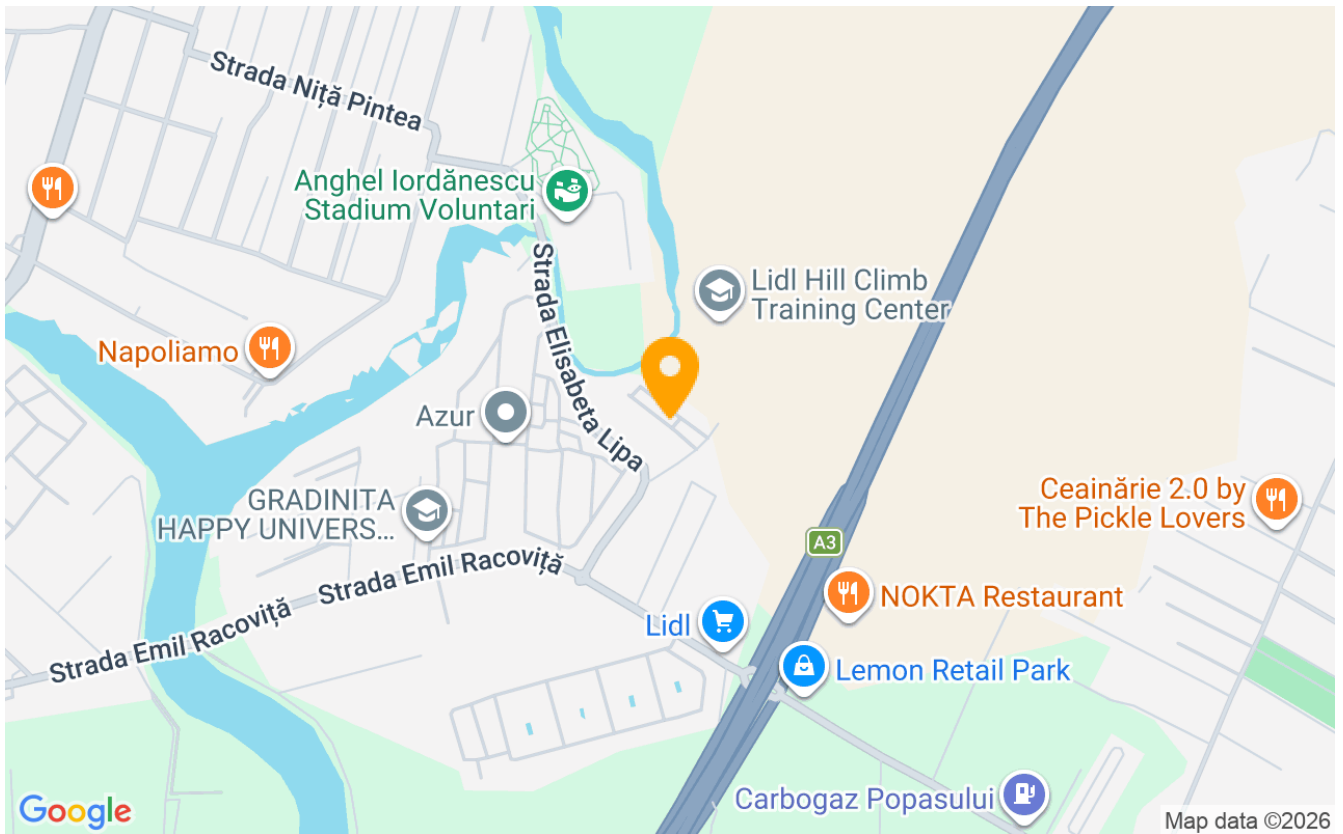 Strada Niță Pintea
Anghel Iordănescu
Stadium Voluntari
Strada Elisabeta Lipa
Lidl Hill Climb
Training Center
Napoliamo
Azur
GRADINITA
HAPPY UNIVERS...
Ceainărie 2.0 by
The Pickle Lovers
A3
Strada Emil Racoviță
NOKTA Restaurant
Lidl
Strada Emil Racoviță
Lemon Retail Park
Carbogaz Popasului
Google
Map data ©2026